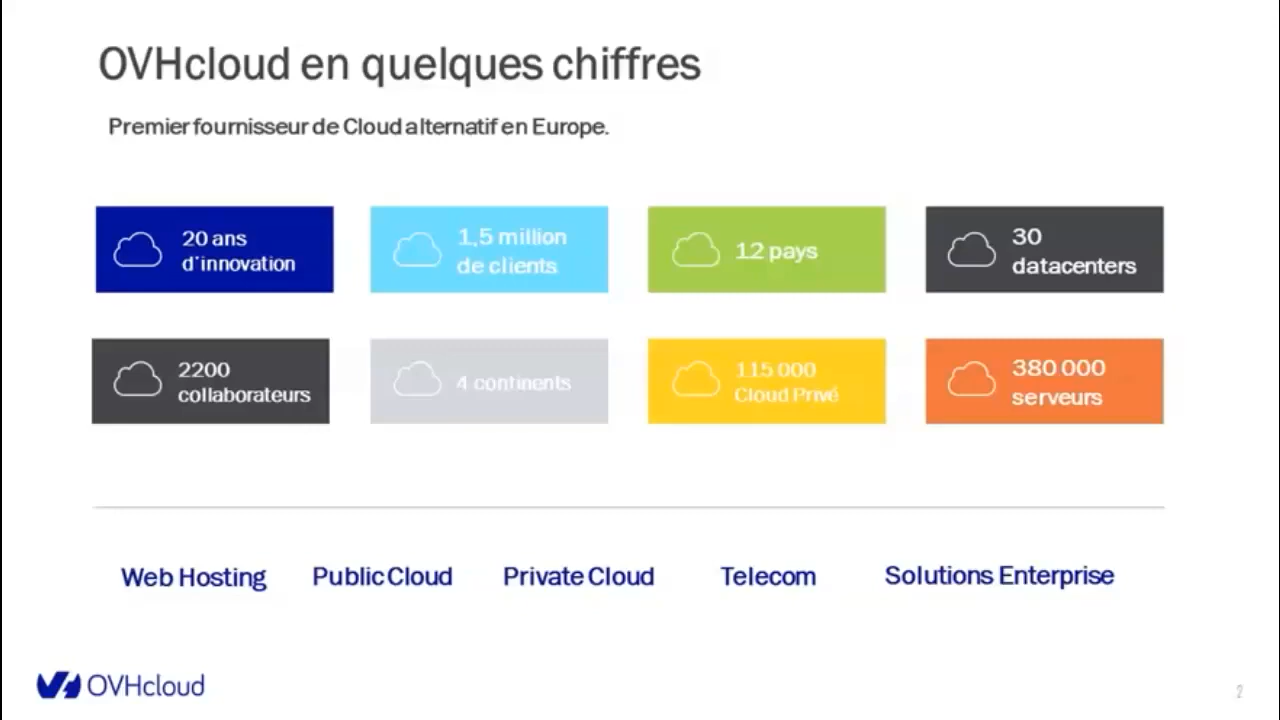 OVHcloud en quelques chiffres
Premier fournisseur de Cloud alternatif en Europe.
20 ans
d'innovation
1,5 million
de clients
12 pays
30
datacenters
2200
collaborateurs
4 continents
115 000
Cloud Privé
380 000
serveurs
Web Hosting
Public Cloud
Private Cloud
Telecom
Solutions Enterprise
OVHcloud
2